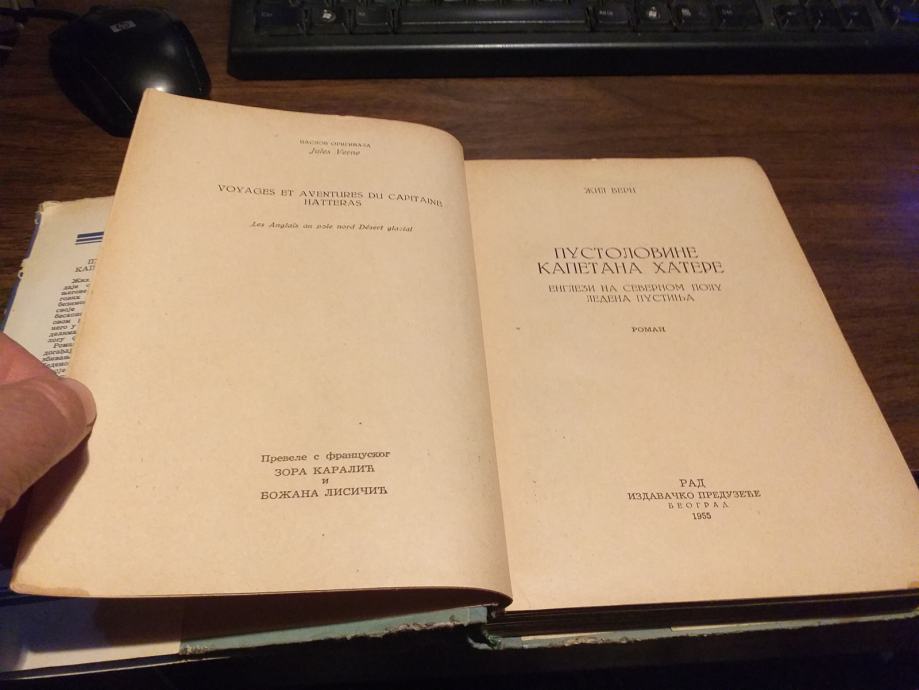 НАСЛОВ ОРИГИНАЛА
Jules Verne
VOYAGES ET AVENTURES DU CAPITAINE
HATTERAS
Les Anglais au pole nord Désert glacial
Превеле с француског
ЗОРА КАРАЛИЋ
и
БОЖАНА ЛИСИЧИЋ
ЖИЛ ВЕРН
ПУСТОЛОВИНЕ
КАПЕТАНА ХАТЕРЕ
ЕНГЛЕЗИ НА СЕВЕРНОМ ПОЛУ
ЛЕДЕНА ПУСТИЊА
РОМАН
РАД
ИЗДАВАЧКО ПРЕДУЗЕЋЕ
БЕОГРАД
1955